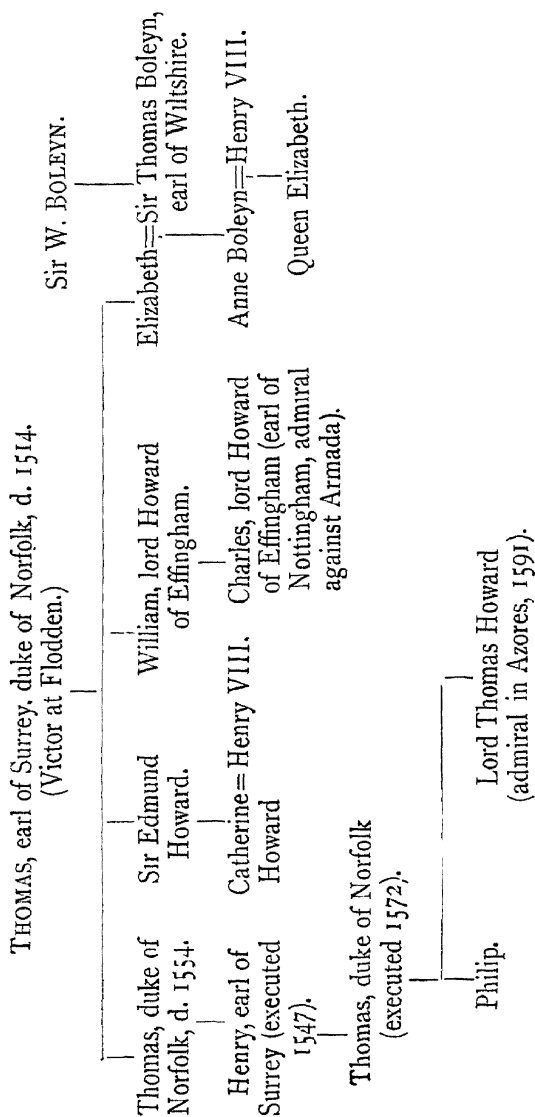 THOMAS, earl of Surrey, duke of Norfolk, d. 1514.
(Victor at Flodden.)
Sir W. BOLEYN.
Thomas, duke of
Norfolk, d. 1554.
Sir Edmund
Howard.
William, lord Howard
of Effingham.
Elizabeth=Sir Thomas Boleyn,
earl of Wiltshire.
Henry, earl of
Surrey (executed
1547).
Catherine=Henry VIII.
Howard
Charles, lord Howard
of Effingham (earl of
Nottingham, admiral
against Armada).
Anne Boleyn=Henry VIII.
Queen Elizabeth.
Thomas, duke of Norfolk
(executed 1572).
Philip.
Lord Thomas Howard
(admiral in Azores, 1591).